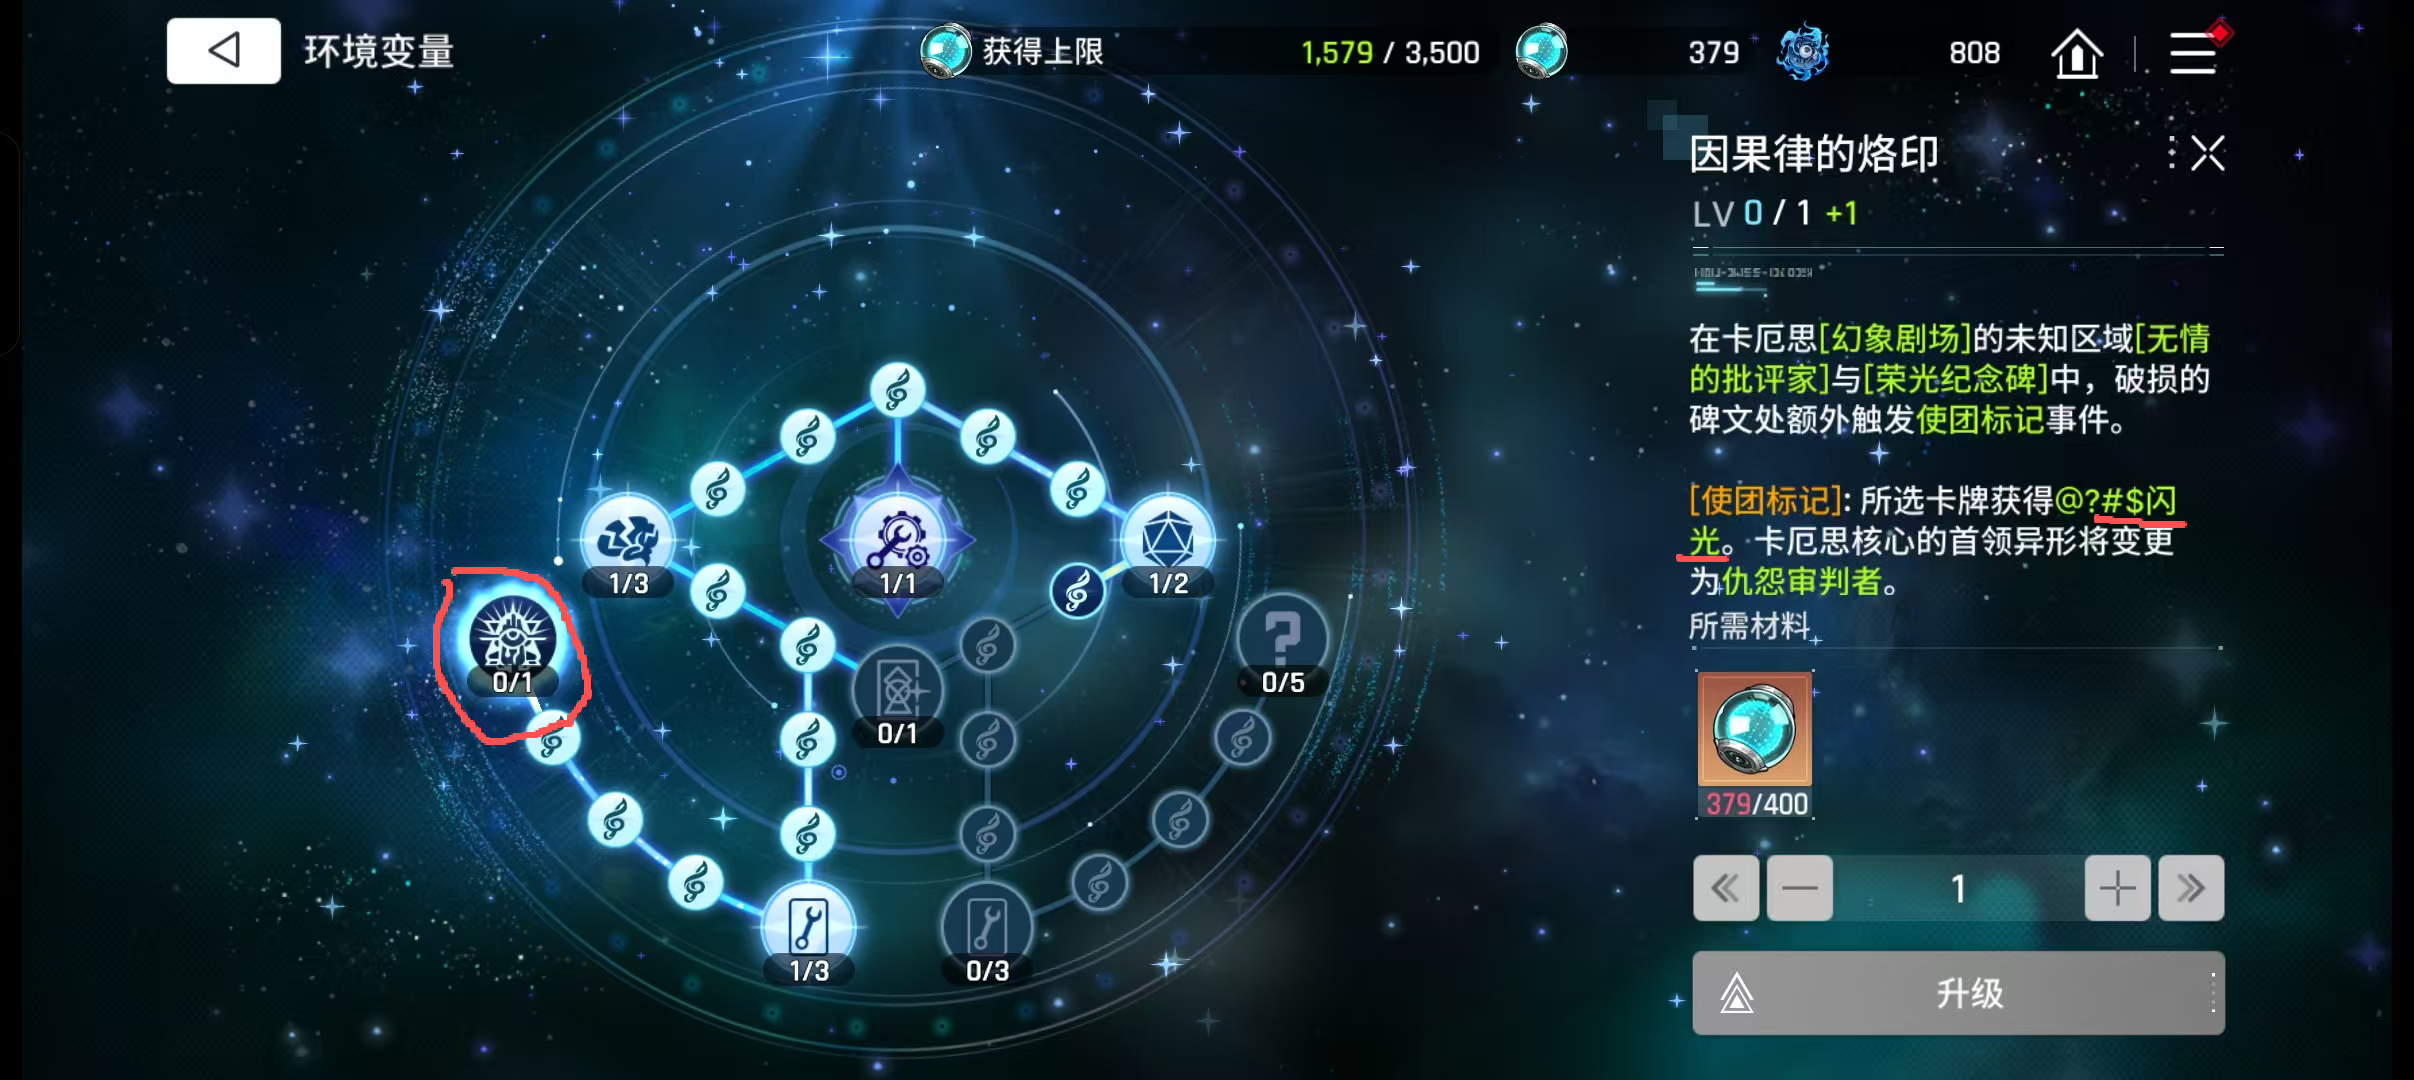 环境变量
获得上限 1,579 / 3,500
379
808
因果律的烙印
LV 0 / 1 +1
在卡厄思[幻象剧场]的未知区域[无情
的批评家]与[荣光纪念碑]中，破损的
碑文处额外触发使团标记事件。
[使团标记]: 所选卡牌获得@?#$闪
光。卡厄思核心的首领异形将变更
为仇怨审判者。
所需材料
379/400
1
升级
1/3
1/1
1/2
0/1
0/5
0/1
1/3
0/3